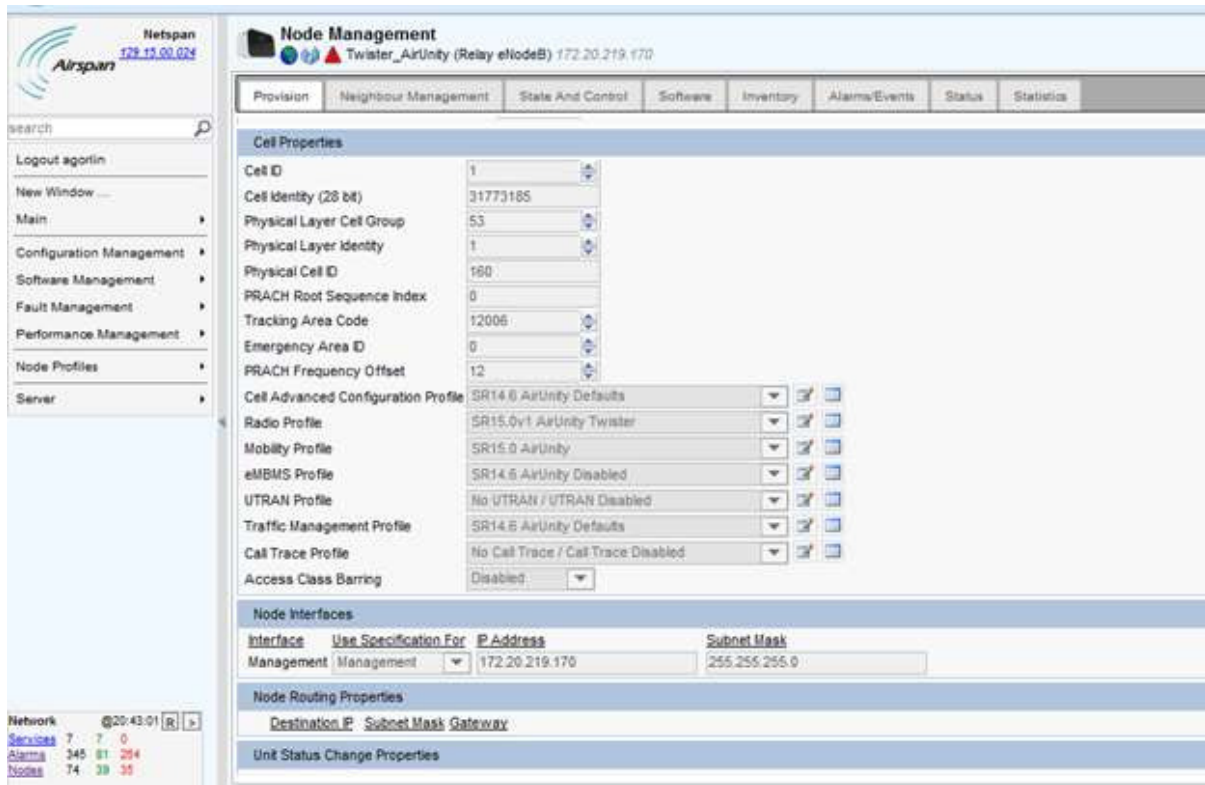 Netspan
129.15.00.024
Airspan
search
Logout agorlin
New Window ...
Main
Configuration Management
Software Management
Fault Management
Performance Management
Node Profiles
Server
Network @20:43:01 R >
Services 7 7 0
Alarms 345 81 264
Nodes 74 39 35
Node Management
Twister_AirUnity (Relay eNodeB) 172.20.219.170
Provision Neighbour Management State And Control Software Inventory Alarms/Events Status Statistics
Cell Properties
Cell ID 1
Cell Identity (28 bit) 31773185
Physical Layer Cell Group 53
Physical Layer Identity 1
Physical Cell ID 160
PRACH Root Sequence Index 0
Tracking Area Code 12006
Emergency Area ID 0
PRACH Frequency Offset 12
Cell Advanced Configuration Profile SR14.6 AirUnity Defaults
Radio Profile SR15.0v1 AirUnity Twister
Mobility Profile SR15.0 AirUnity
eMBMS Profile SR14.6 AirUnity Disabled
UTRAN Profile No UTRAN / UTRAN Disabled
Traffic Management Profile SR14.6 AirUnity Defaults
Call Trace Profile No Call Trace / Call Trace Disabled
Access Class Barring Disabled
Node Interfaces
Interface Use Specification For IP Address Subnet Mask
Management Management 172.20.219.170 255.255.255.0
Node Routing Properties
Destination IP Subnet Mask Gateway
Unit Status Change Properties